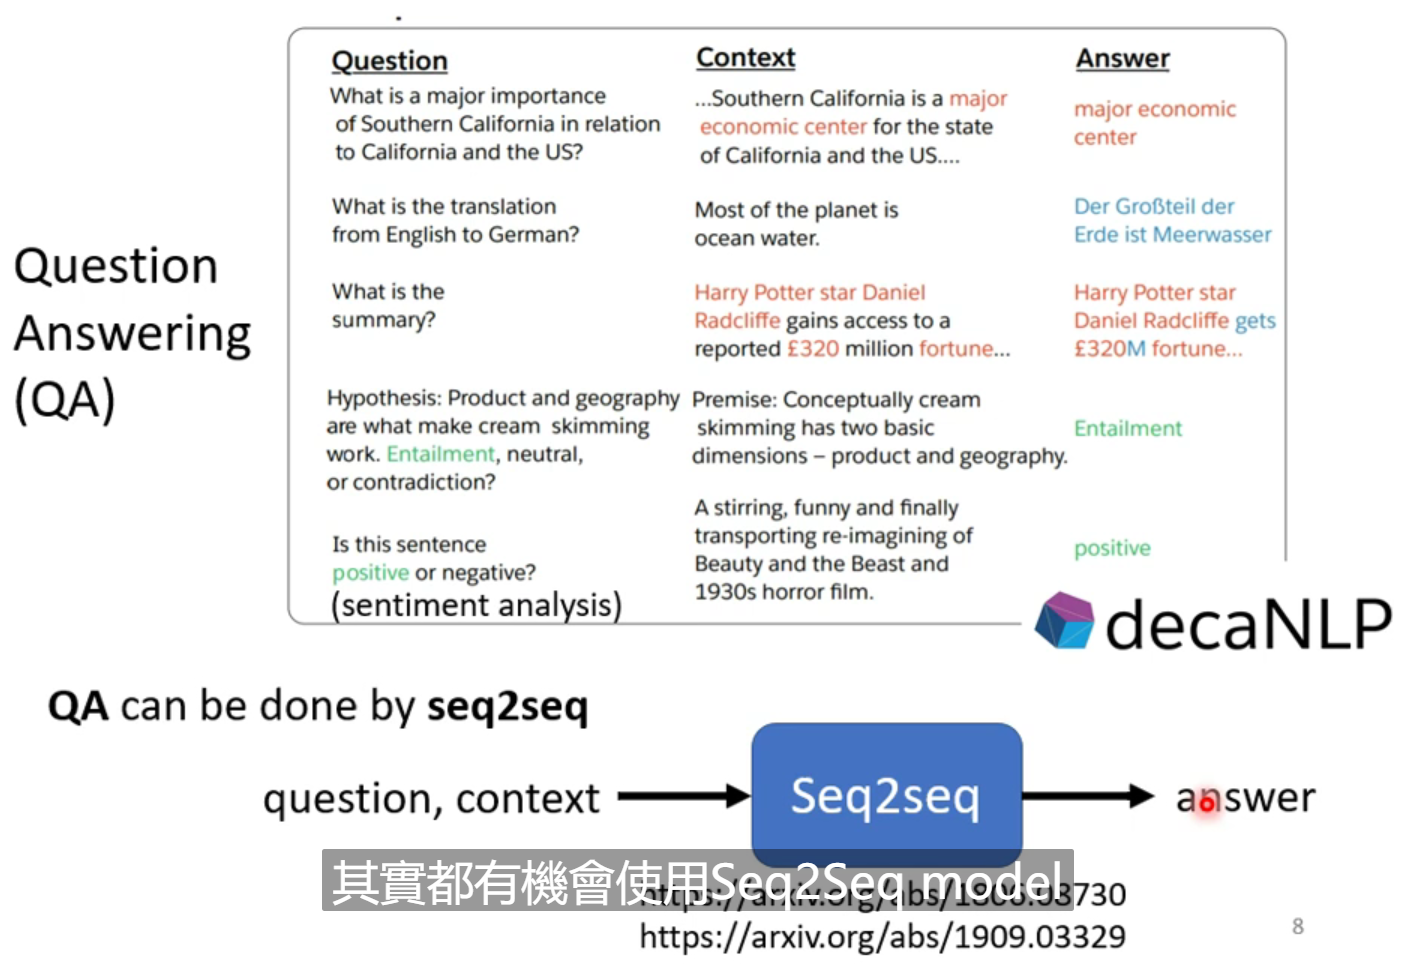 Question
Context
Answer
What is a major importance
of Southern California in relation
to California and the US?
...Southern California is a major
economic center for the state
of California and the US....
major economic
center
What is the translation
from English to German?
Most of the planet is
ocean water.
Der Großteil der
Erde ist Meerwasser
What is the
summary?
Harry Potter star Daniel
Radcliffe gains access to a
reported £320 million fortune...
Harry Potter star
Daniel Radcliffe gets
£320M fortune...
Hypothesis: Product and geography
are what make cream skimming
work. Entailment, neutral,
or contradiction?
Premise: Conceptually cream
skimming has two basic
dimensions – product and geography.
Entailment
Is this sentence
positive or negative?
(sentiment analysis)
A stirring, funny and finally
transporting re-imagining of
Beauty and the Beast and
1930s horror film.
positive
Question
Answering
(QA)
decaNLP
QA can be done by seq2seq
question, context
Seq2seq
answer
其實都有機會使用Seq2Seq model
https://arxiv.org/abs/1806.08730
https://arxiv.org/abs/1909.03329
8